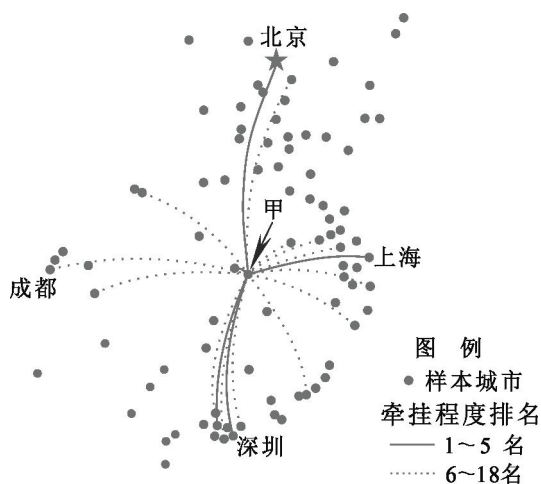 北京
甲
上海
成都
深圳
图 例
样本城市
牵挂程度排名
1~5 名
6~18名